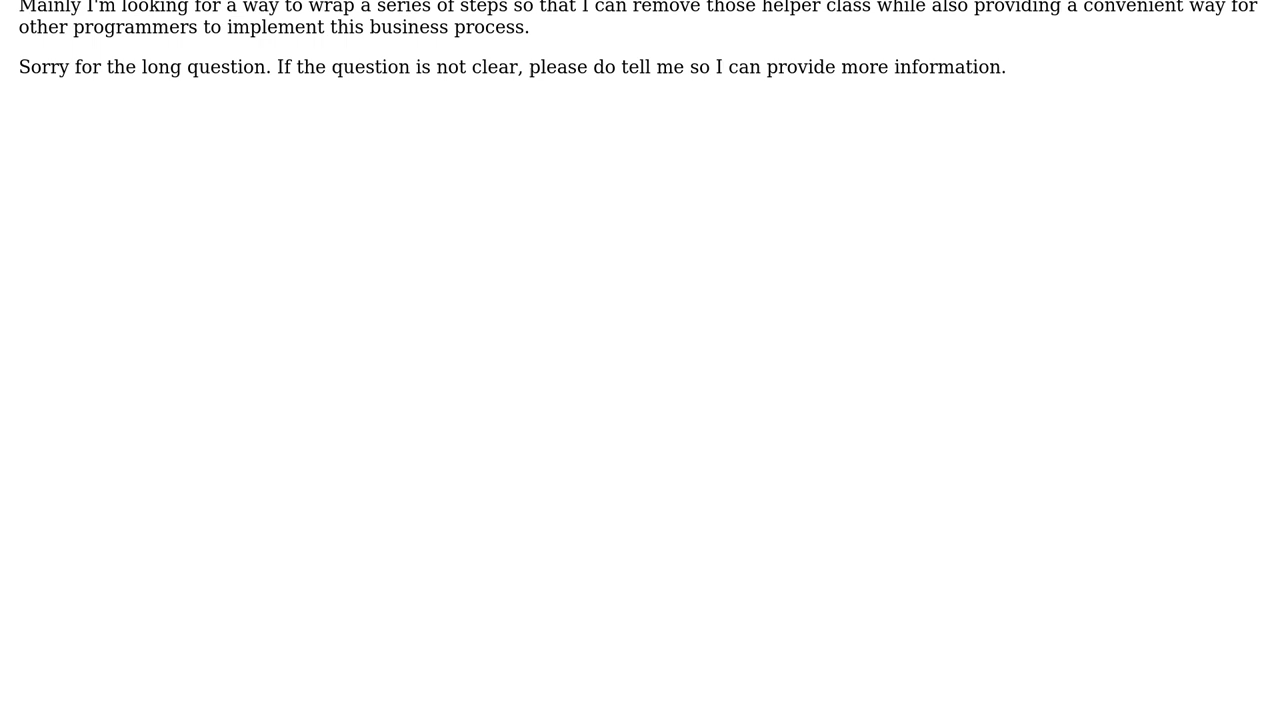 Mainly I'm looking for a way to wrap a series of steps so that I can remove those helper class while also providing a convenient way for
other programmers to implement this business process.
Sorry for the long question. If the question is not clear, please do tell me so I can provide more information.